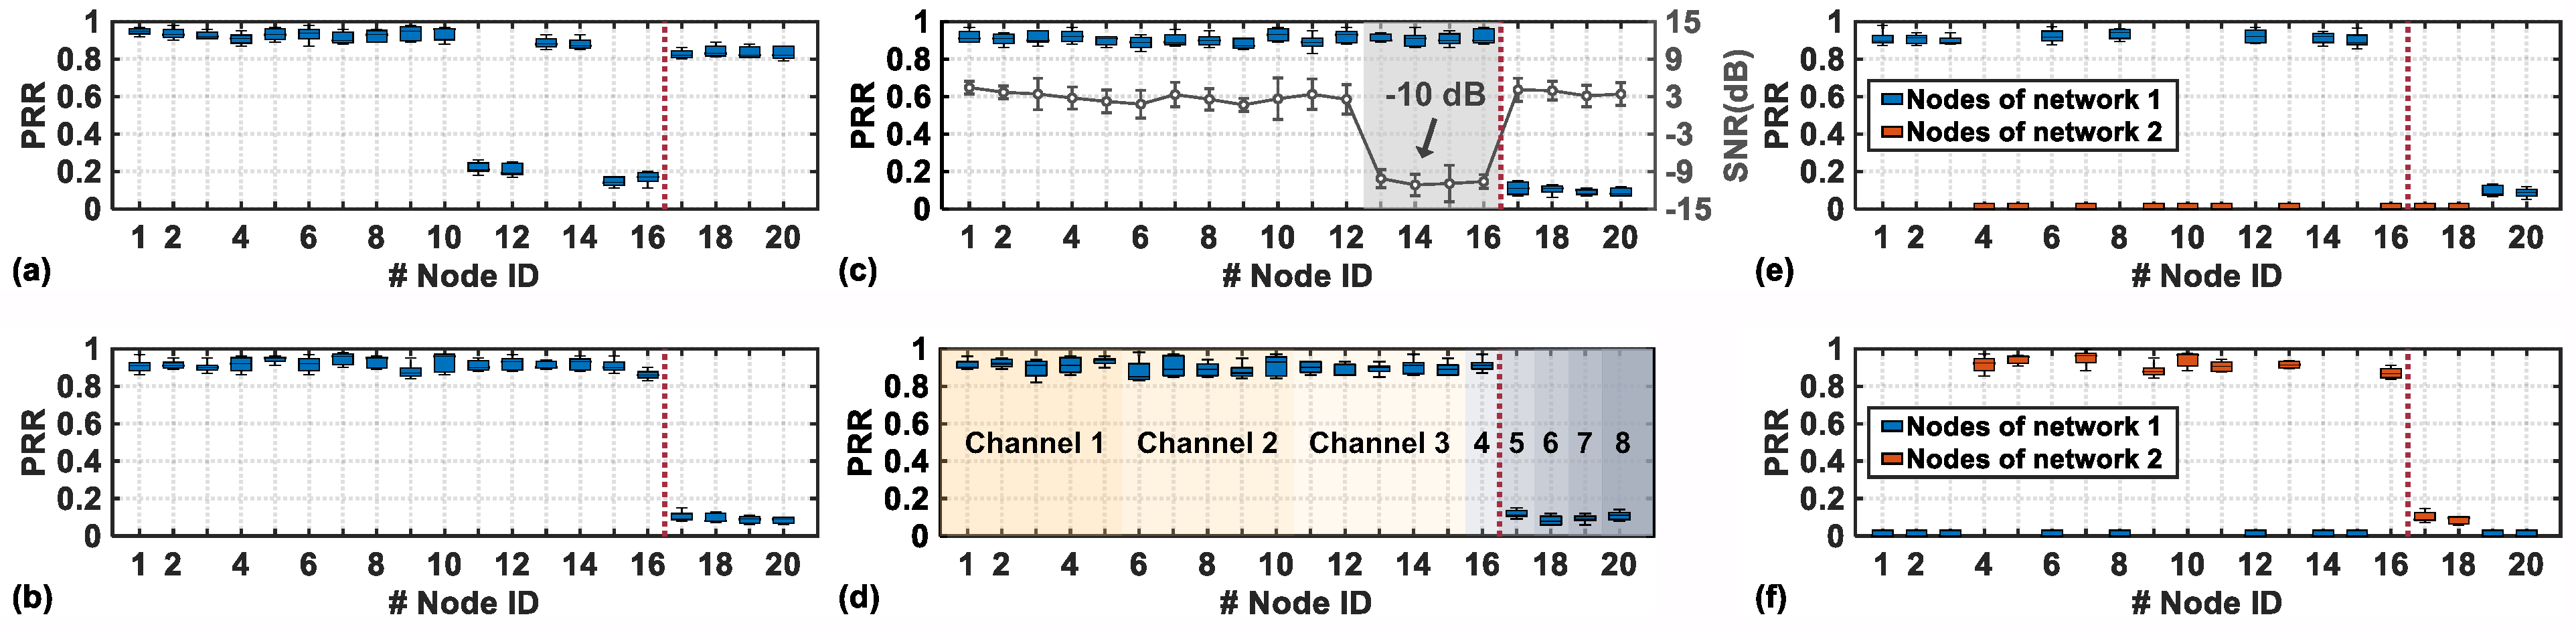 1
0.8
0.6
0.4
0.2
0
PRR
1 2 4 6 8 10 12 14 16 18 20
# Node ID
(a)
1
0.8
0.6
0.4
0.2
0
PRR
1 2 4 6 8 10 12 14 16 18 20
# Node ID
(b)
1
0.8
0.6
0.4
0.2
0
PRR
-10 dB
15
9
3
-3
-9
-15
SNR(dB)
1 2 4 6 8 10 12 14 16 18 20
# Node ID
(c)
1
0.8
0.6
0.4
0.2
0
PRR
Channel 1 Channel 2 Channel 3 4 5 6 7 8
1 2 4 6 8 10 12 14 16 18 20
# Node ID
(d)
1
0.8
0.6
0.4
0.2
0
PRR
Nodes of network 1
Nodes of network 2
1 2 4 6 8 10 12 14 16 18 20
# Node ID
(e)
1
0.8
0.6
0.4
0.2
0
PRR
Nodes of network 1
Nodes of network 2
1 2 4 6 8 10 12 14 16 18 20
# Node ID
(f)